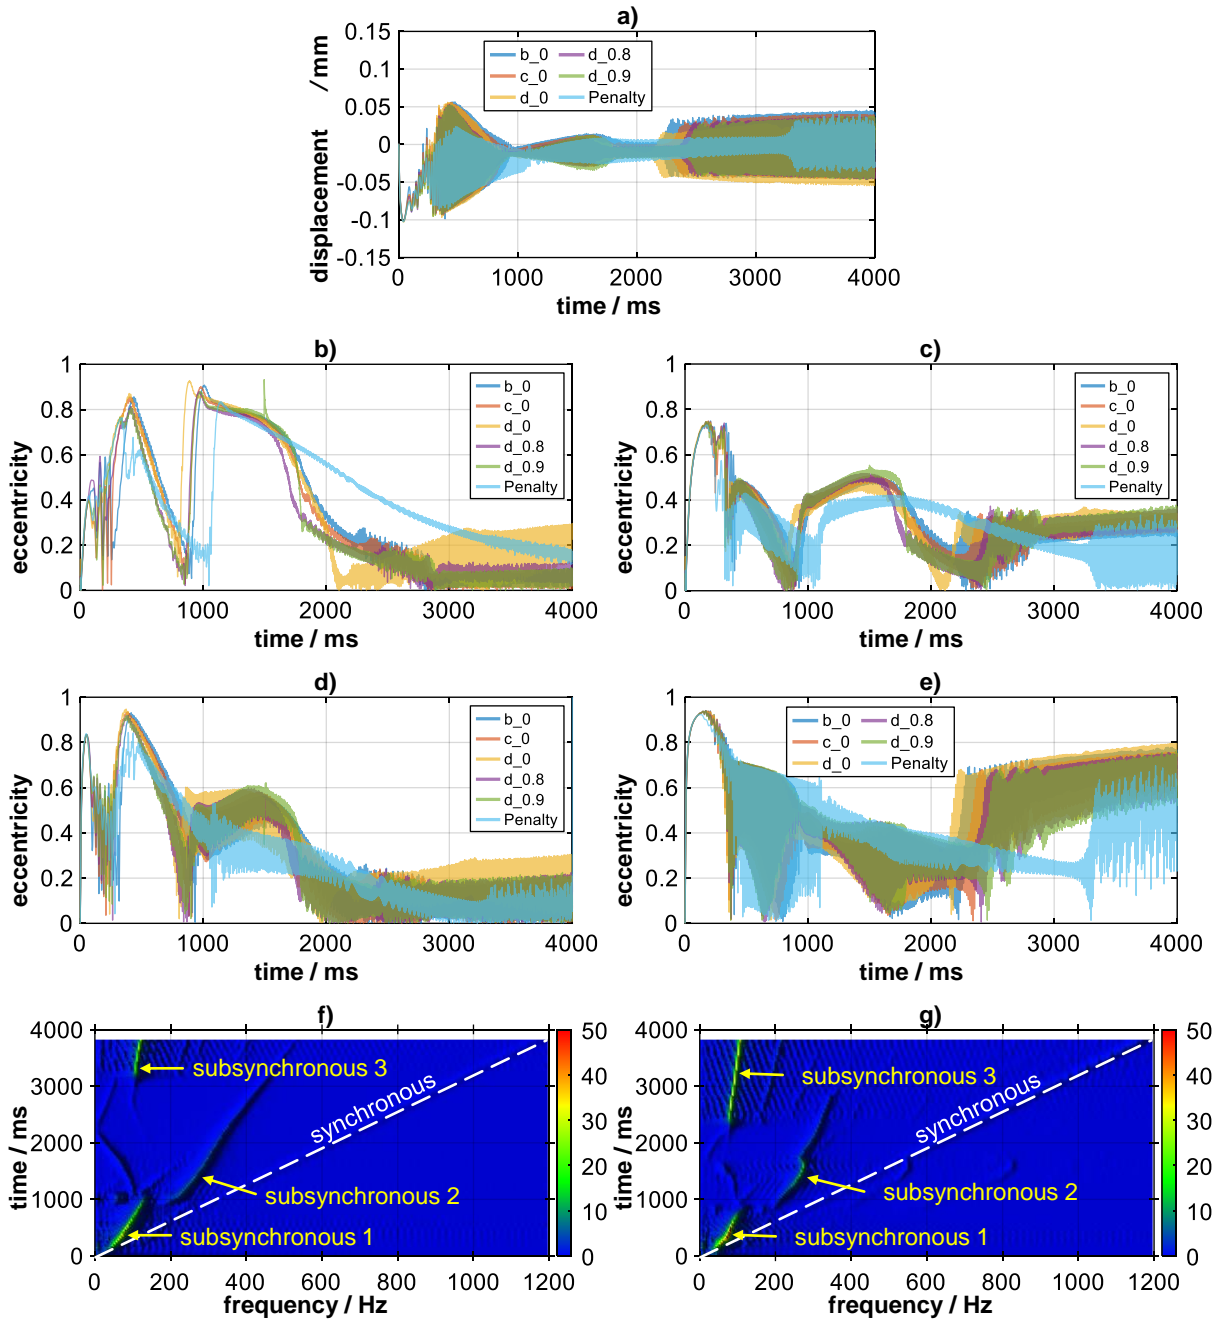 a)
0.15
0.1
0.05
0
-0.05
-0.1
-0.15
displacement / mm
b_0 d_0.8
c_0 d_0.9
d_0 Penalty
0 1000 2000 3000 4000
time / ms
b)
1
0.8
0.6
0.4
0.2
0
eccentricity
b_0
c_0
d_0
d_0.8
d_0.9
Penalty
0 1000 2000 3000 4000
time / ms
c)
1
0.8
0.6
0.4
0.2
0
eccentricity
b_0
c_0
d_0
d_0.8
d_0.9
Penalty
0 1000 2000 3000 4000
time / ms
d)
1
0.8
0.6
0.4
0.2
0
eccentricity
b_0
c_0
d_0
d_0.8
d_0.9
Penalty
0 1000 2000 3000 4000
time / ms
e)
1
0.8
0.6
0.4
0.2
0
eccentricity
b_0 d_0.8
c_0 d_0.9
d_0 Penalty
0 1000 2000 3000 4000
time / ms
f)
4000
3000
2000
1000
0
time / ms
subsynchronous 3
synchronous
subsynchronous 2
subsynchronous 1
0 200 400 600 800 1000 1200
frequency / Hz
50
40
30
20
10
0
g)
4000
3000
2000
1000
0
time / ms
subsynchronous 3
synchronous
subsynchronous 2
subsynchronous 1
0 200 400 600 800 1000 1200
frequency / Hz
50
40
30
20
10
0